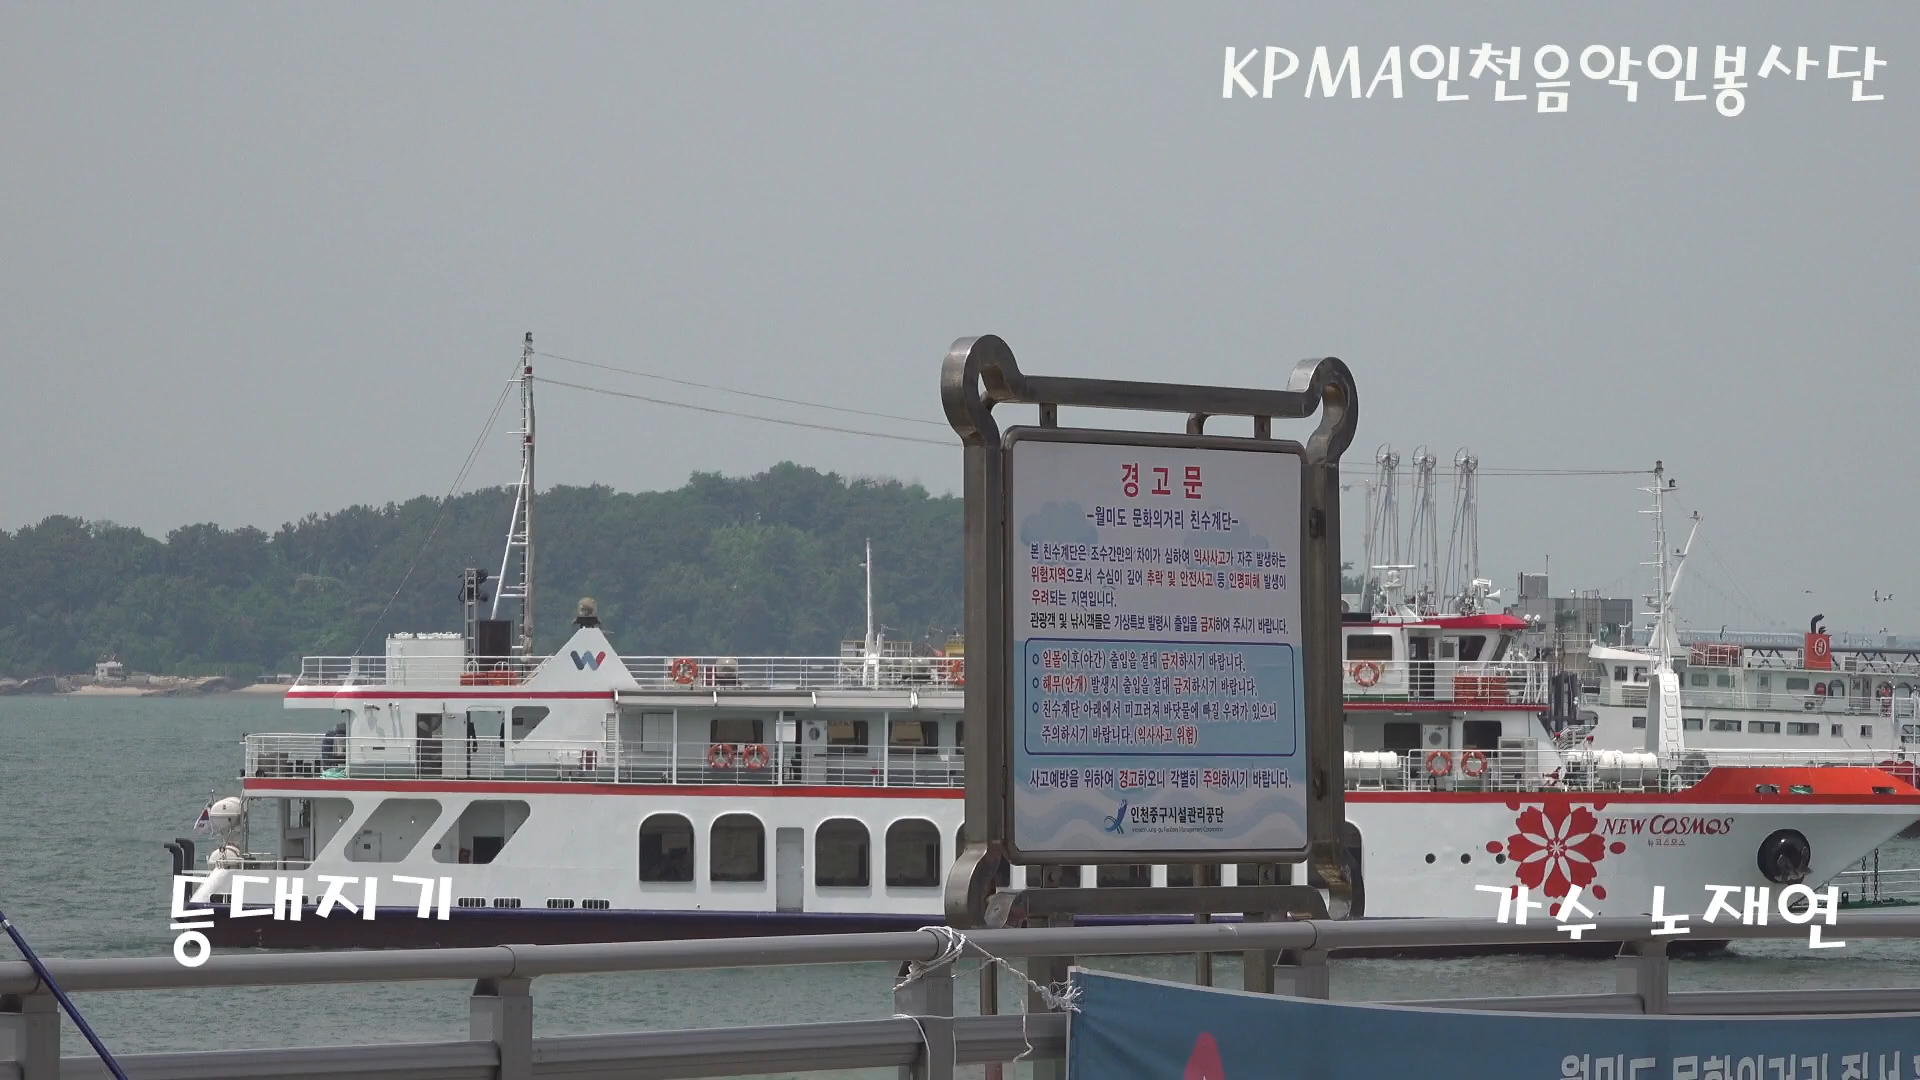 KPMA인천음악인봉사단
경고문
-월미도 문화의거리 친수계단-
본 친수계단은 조수간만의 차이가 심하여 익사사고가 자주 발생하는
위험지역으로서 수심이 깊어 추락 및 안전사고 등 인명피해 발생이
우려되는 지역입니다.
관광객 및 낚시객들은 기상특보 발령시 출입을 금지하여 주시기 바랍니다.
일몰이후(야간) 출입을 절대 금지하시기 바랍니다.
해무(안개) 발생시 출입을 절대 금지하시기 바랍니다.
친수계단 아래에서 미끄러져 바닷물에 빠질 우려가 있으니
주의하시기 바랍니다.(익사사고 위험)
사고예방을 위하여 경고하오니 각별히 주의하시기 바랍니다.
인천중구시설관리공단
NEW COSMOS
뉴코스모스
등대지기
가수 노재연
월미도 문화의거리 질서